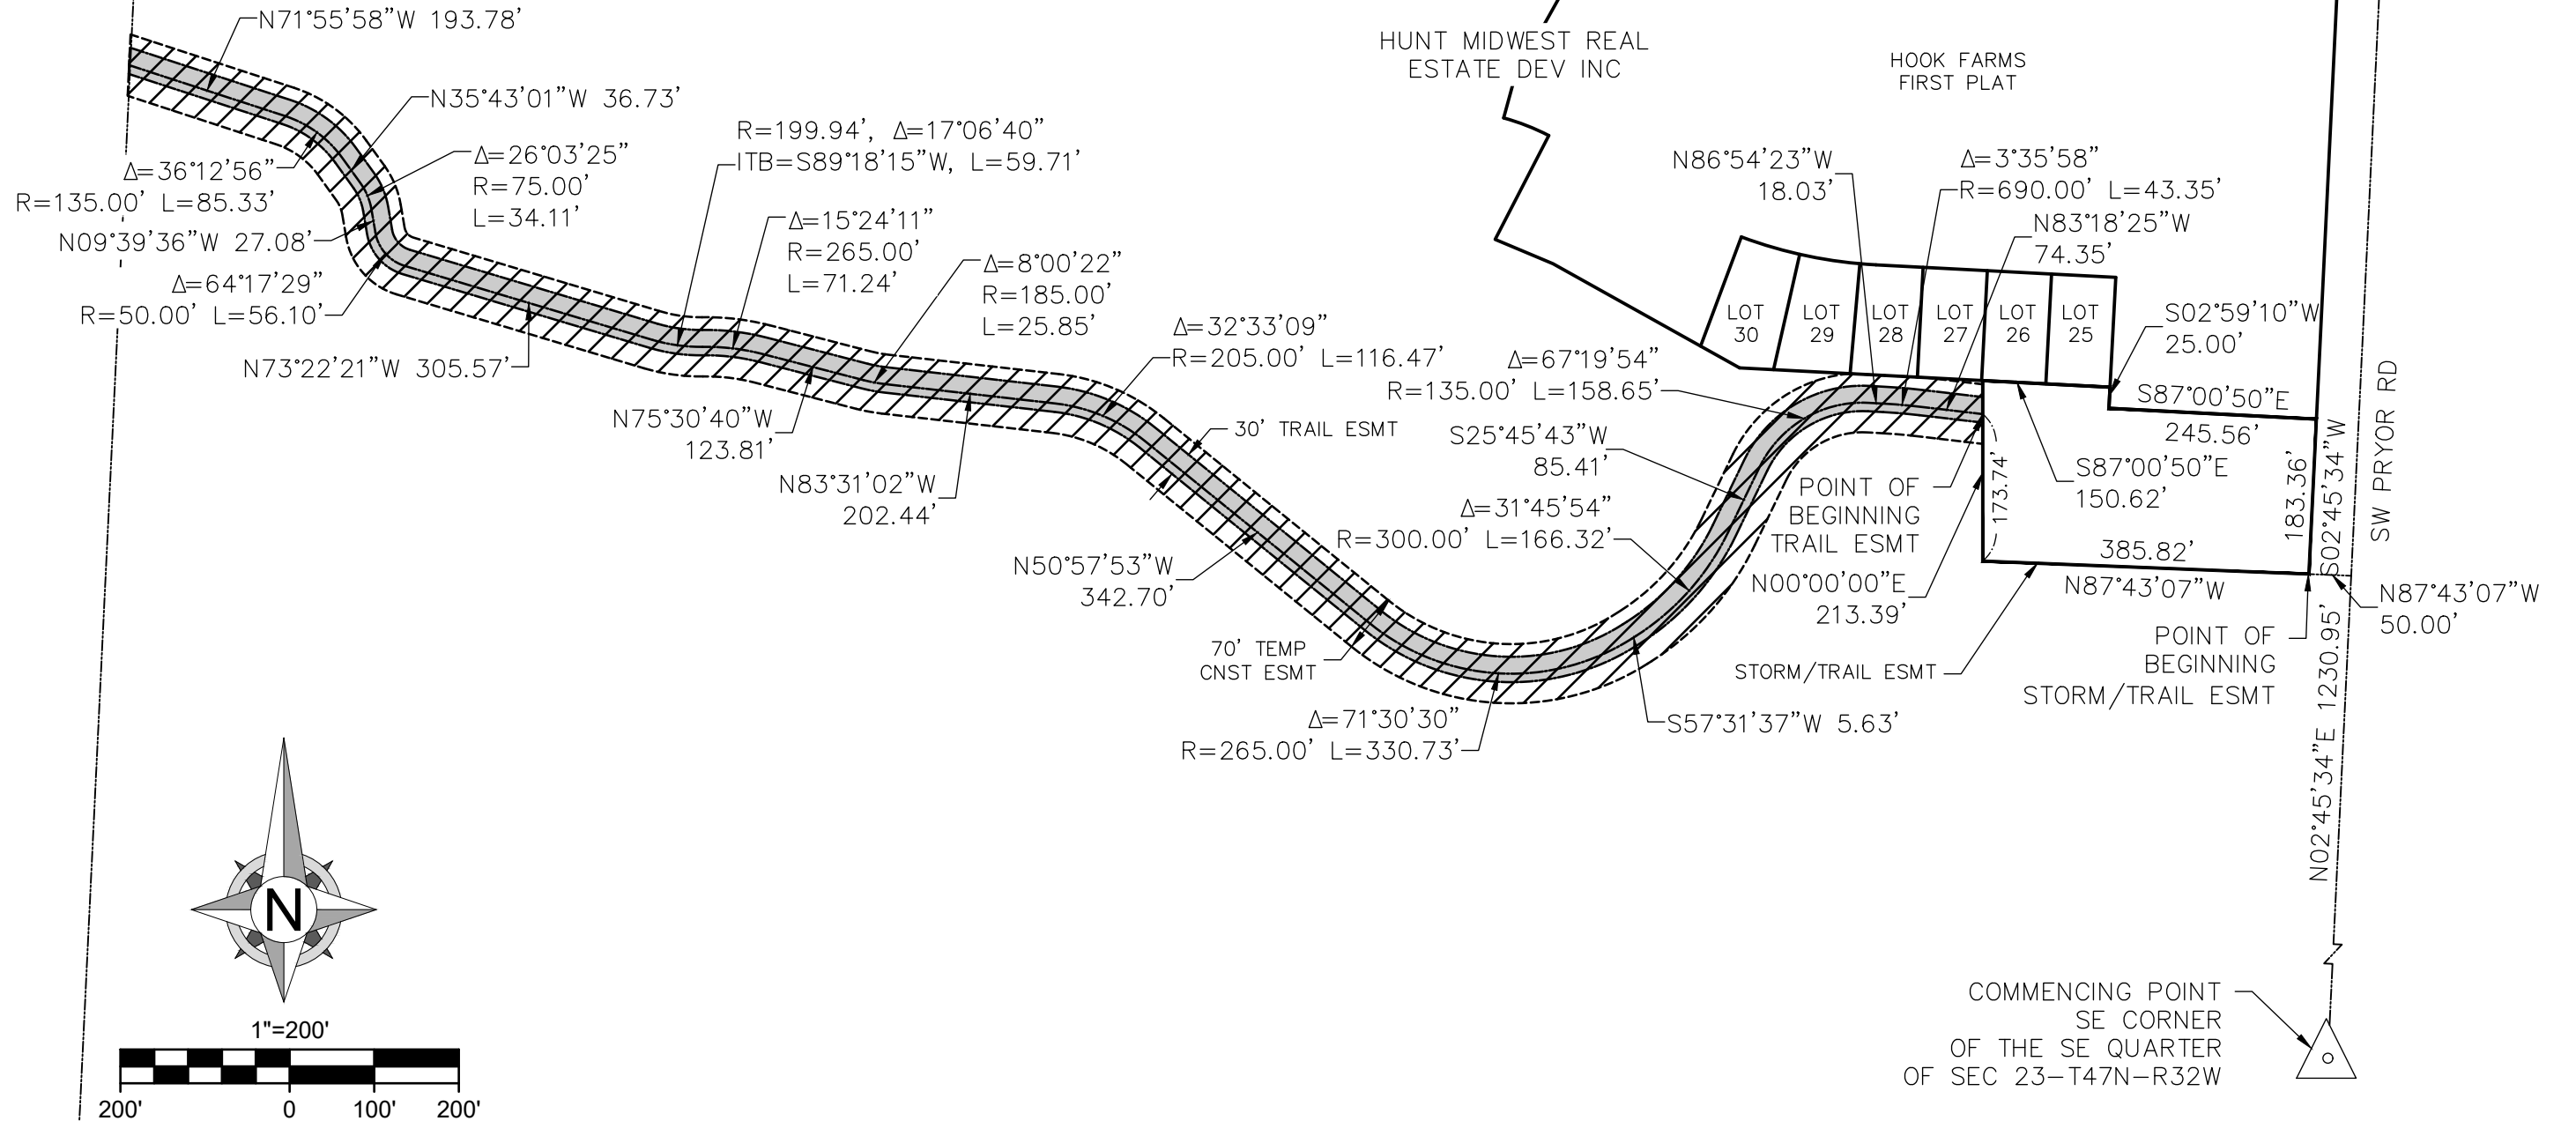 N71°55'58"W 193.78'
N35°43'01"W 36.73'
Δ=36°12'56"
R=135.00' L=85.33'
Δ=26°03'25"
R=75.00'
L=34.11'
N09°39'36"W 27.08'
Δ=64°17'29"
R=50.00' L=56.10'
N73°22'21"W 305.57'
R=199.94', Δ=17°06'40"
ITB=S89°18'15"W, L=59.71'
Δ=15°24'11"
R=265.00'
L=71.24'
Δ=8°00'22"
R=185.00'
L=25.85'
N75°30'40"W
123.81'
N83°31'02"W
202.44'
Δ=32°33'09"
R=205.00' L=116.47'
30' TRAIL ESMT
N50°57'53"W
342.70'
70' TEMP
CNST ESMT
Δ=71°30'30"
R=265.00' L=330.73'
S57°31'37"W 5.63'
Δ=31°45'54"
R=300.00' L=166.32'
S25°45'43"W
85.41'
Δ=67°19'54"
R=135.00' L=158.65'
HUNT MIDWEST REAL
ESTATE DEV INC
HOOK FARMS
FIRST PLAT
N86°54'23"W
18.03'
Δ=3°35'58"
R=690.00' L=43.35'
N83°18'25"W
74.35'
LOT
30
LOT
29
LOT
28
LOT
27
LOT
26
LOT
25
S02°59'10"W
25.00'
S87°00'50"E
245.56'
S87°00'50"E
150.62'
POINT OF
BEGINNING
TRAIL ESMT
173.74'
N00°00'00"E
213.39'
385.82'
N87°43'07"W
183.36'
S02°45'34"W
SW PRYOR RD
N87°43'07"W
50.00'
STORM/TRAIL ESMT
POINT OF
BEGINNING
STORM/TRAIL ESMT
N02°45'34"E 1230.95'
COMMENCING POINT
SE CORNER
OF THE SE QUARTER
OF SEC 23-T47N-R32W
N
1"=200'
200' 0 100' 200'